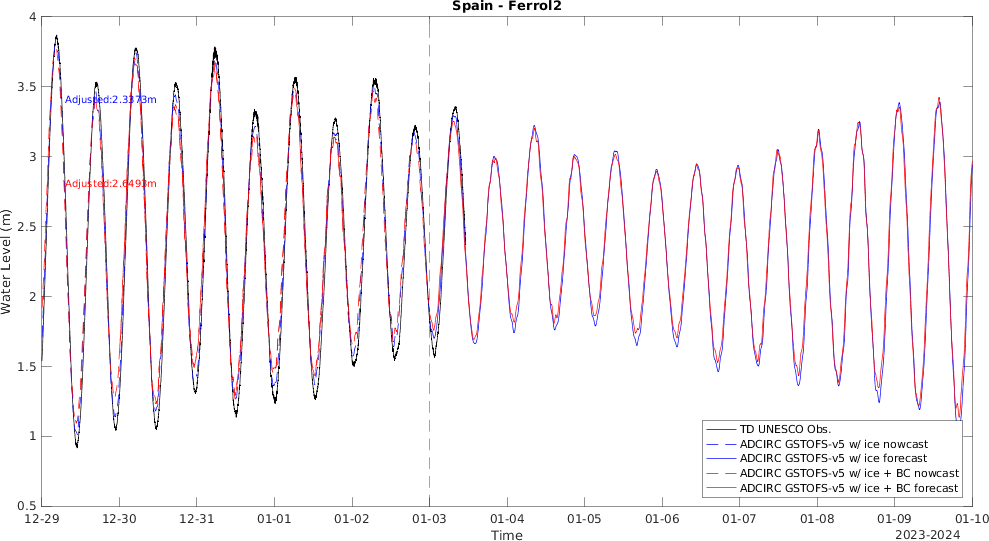 Spain - Ferrol2
4
3.5
3
2.5
2
1.5
1
0.5
Water Level (m)
Adjusted:2.3373m
Adjusted:2.6493m
TD UNESCO Obs.
ADCIRC GSTOFS-v5 w/ ice nowcast
ADCIRC GSTOFS-v5 w/ ice forecast
ADCIRC GSTOFS-v5 w/ ice + BC nowcast
ADCIRC GSTOFS-v5 w/ ice + BC forecast
12-29 12-30 12-31 01-01 01-02 01-03 01-04 01-05 01-06 01-07 01-08 01-09 01-10
Time
2023-2024